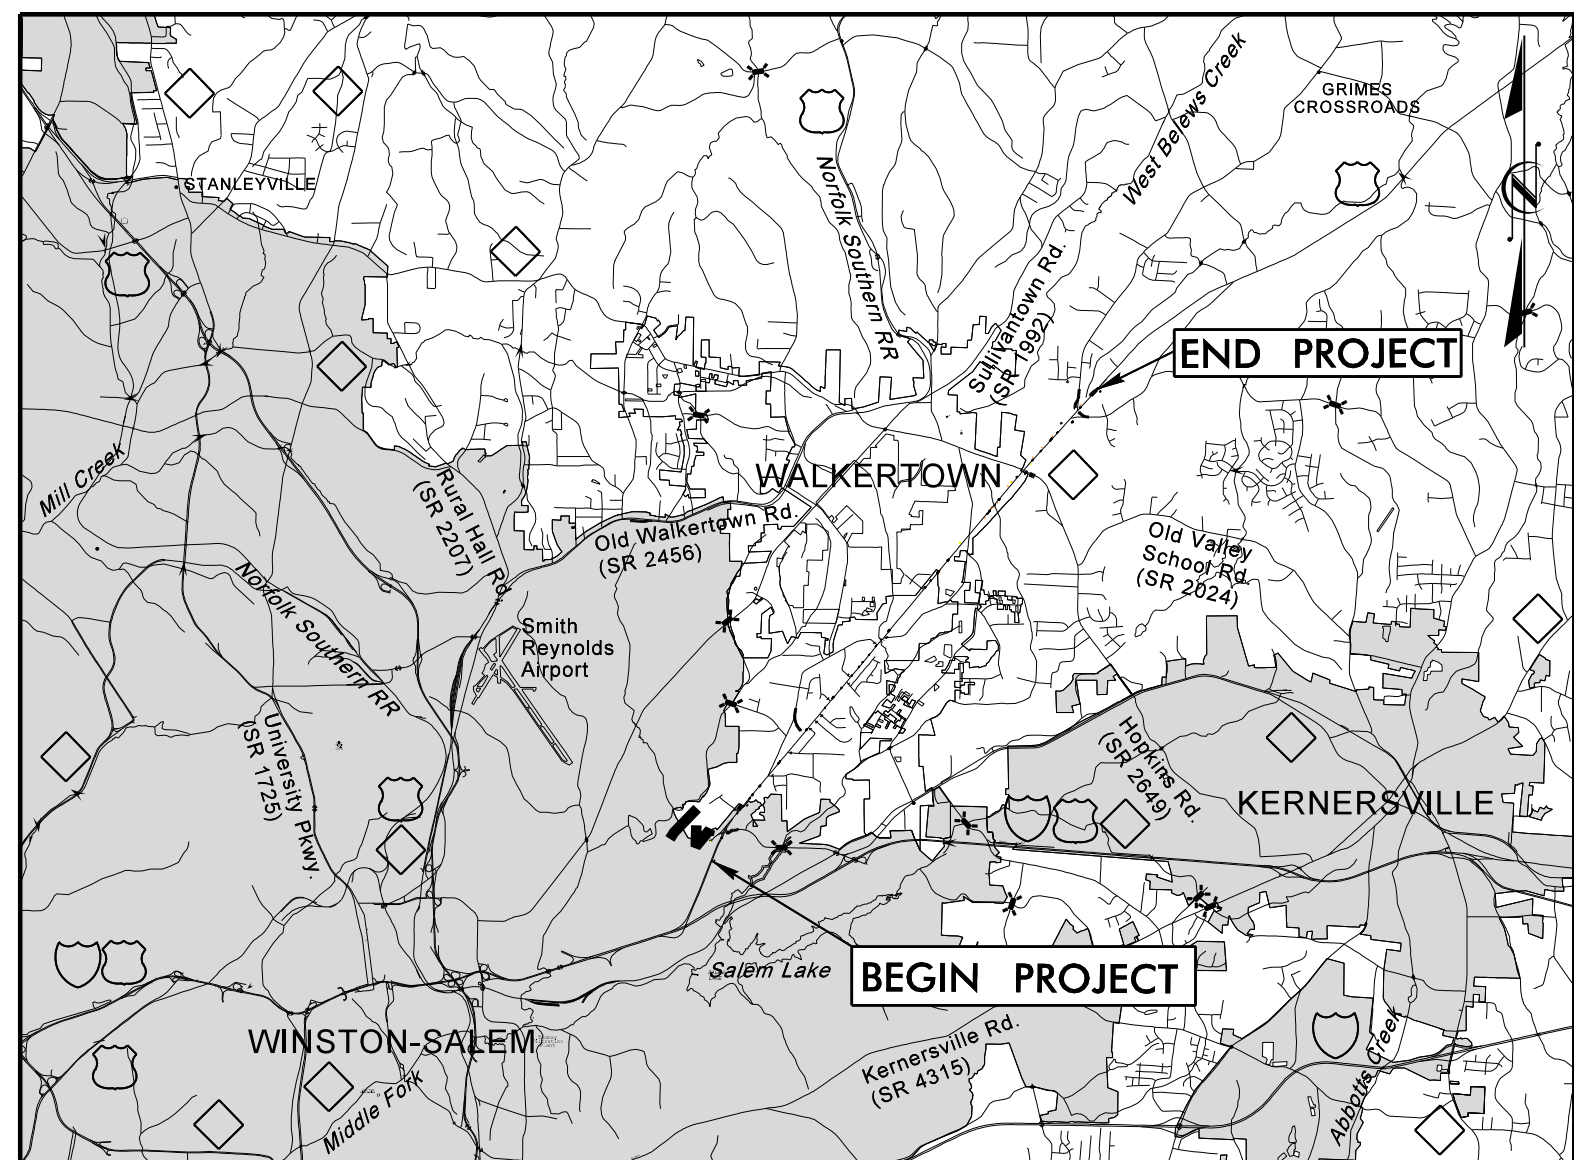 GRIMES
CROSSROADS
West Belews Creek
STANLEYVILLE
Norfolk Southern RR
N
Sullivantown Rd.
(SR 1992)
END PROJECT
Mill Creek
Rural Hall Rd.
(SR 2207)
WALKERTOWN
Old Walkertown Rd.
(SR 2456)
Old Valley
School Rd.
(SR 2024)
Norfolk Southern RR
Smith
Reynolds
Airport
University Pkwy.
(SR 1725)
Hopkins Rd.
(SR 2649)
KERNERSVILLE
Salem Lake
BEGIN PROJECT
WINSTON-SALEM
Kernersville Rd.
(SR 4315)
Middle Fork
Abbotts Creek